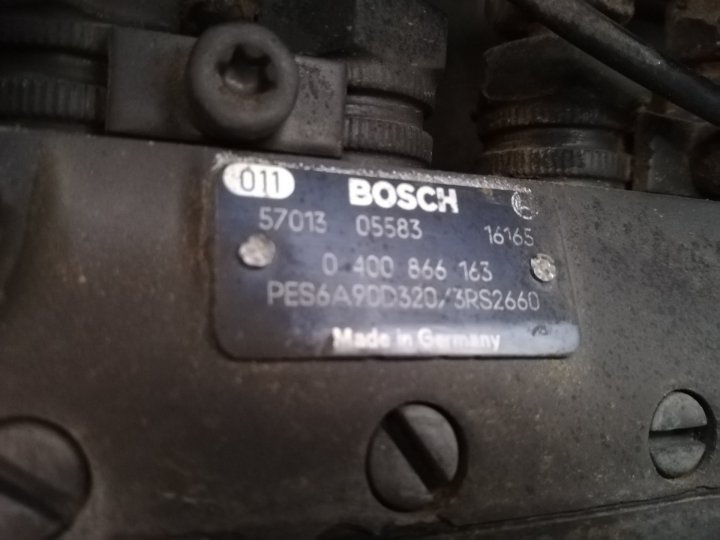 011 BOSCH
57013 05583 16165
0 400 866 163
PES6A90D320/3RS2660
Made in Germany